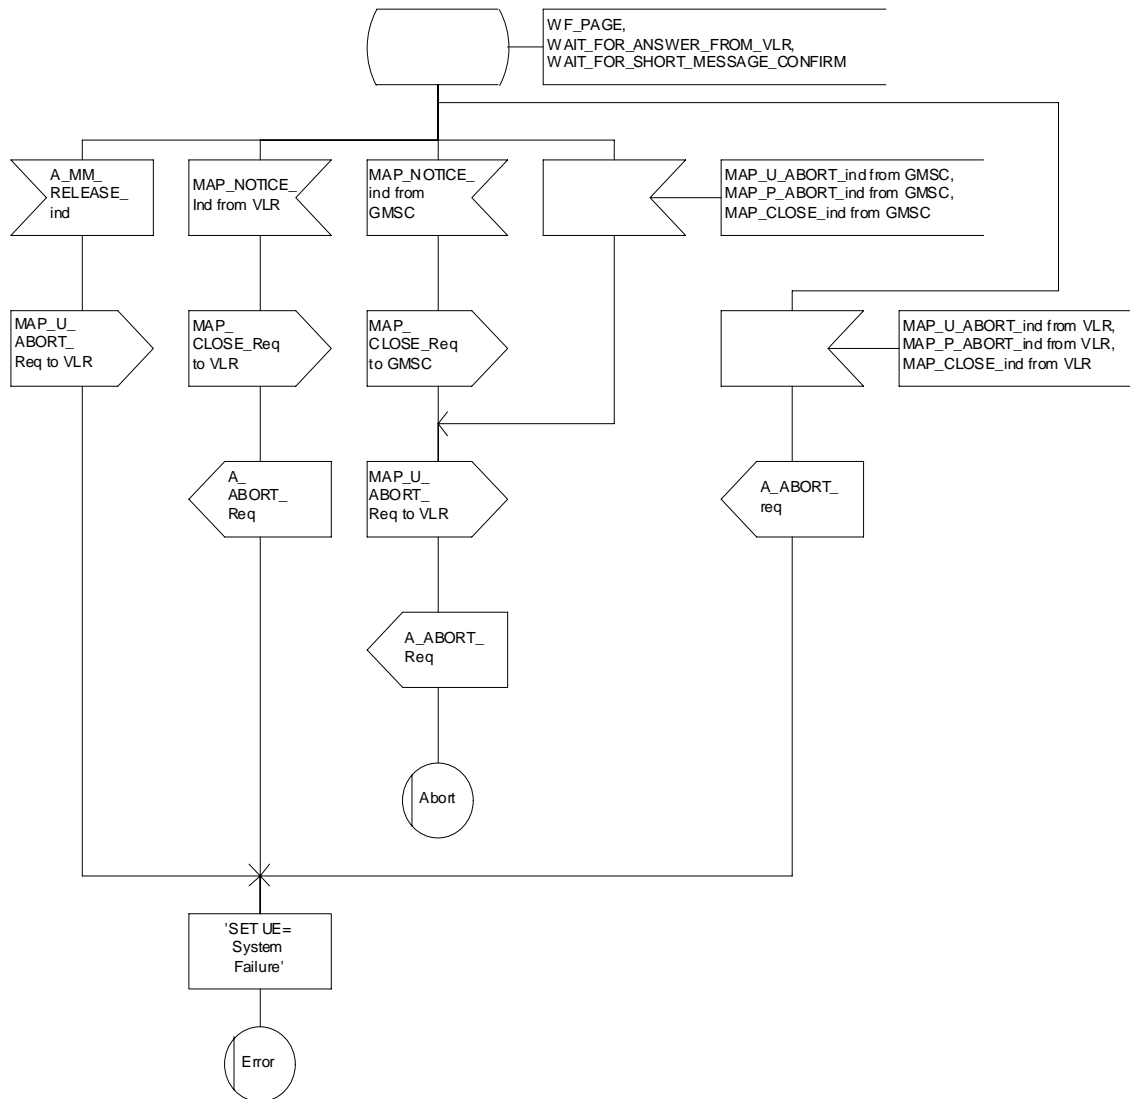 WF_PAGE,
WAIT_FOR_ANSWER_FROM_VLR,
WAIT_FOR_SHORT_MESSAGE_CONFIRM
A_MM_
RELEASE_
ind
MAP_NOTICE_
Ind from VLR
MAP_NOTICE_
ind from
GMSC
MAP_U_ABORT_ind from GMSC,
MAP_P_ABORT_ind from GMSC,
MAP_CLOSE_ind from GMSC
MAP_U_
ABORT_
Req to VLR
MAP_
CLOSE_Req
to VLR
MAP_
CLOSE_Req
to GMSC
MAP_U_ABORT_ind from VLR,
MAP_P_ABORT_ind from VLR,
MAP_CLOSE_ind from VLR
A_
ABORT_
Req
MAP_U_
ABORT_
Req to VLR
A_ABORT_
req
A_ABORT_
Req
Abort
'SET UE=
System
Failure'
Error